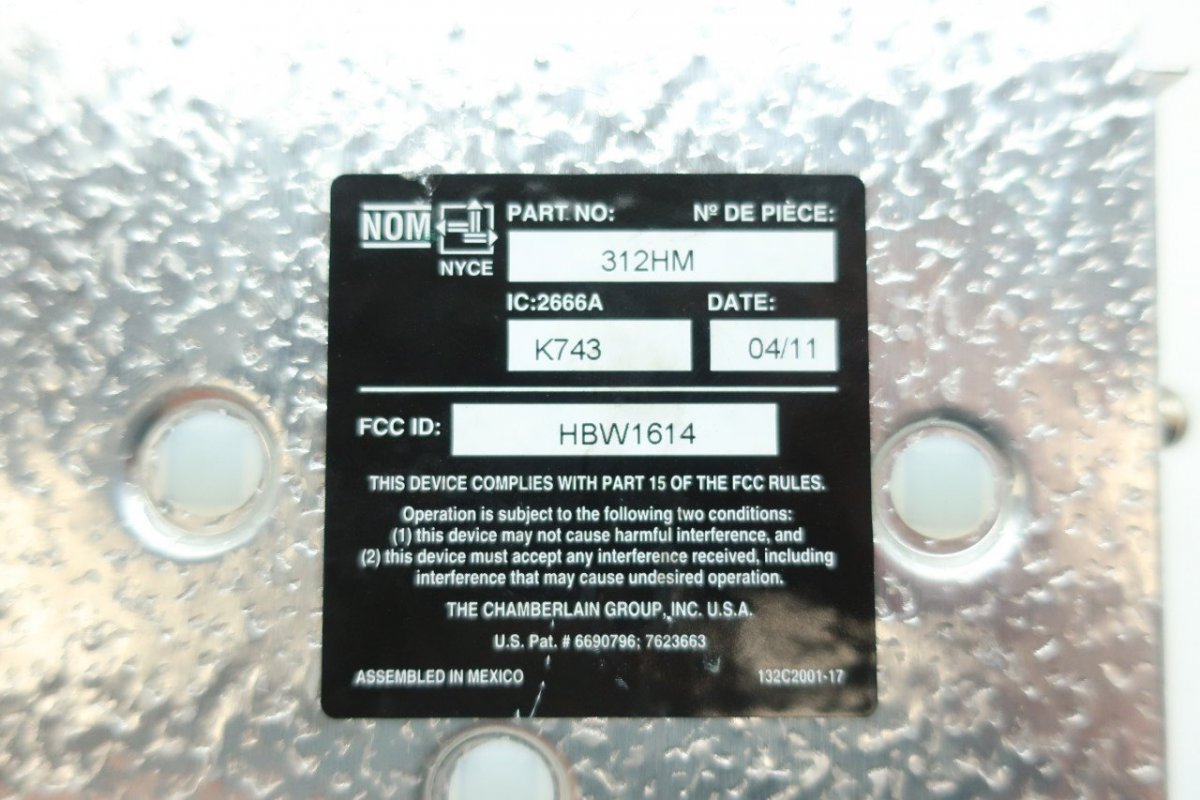 NOM
NYCE
PART NO: Nº DE PIÈCE:
312HM
IC:2666A DATE:
K743 04/11
FCC ID: HBW1614
THIS DEVICE COMPLIES WITH PART 15 OF THE FCC RULES.
Operation is subject to the following two conditions:
(1) this device may not cause harmful interference, and
(2) this device must accept any interference received, including
interference that may cause undesired operation.
THE CHAMBERLAIN GROUP, INC. U.S.A.
U.S. Pat. # 6690796; 7623663
ASSEMBLED IN MEXICO 132C2001-17